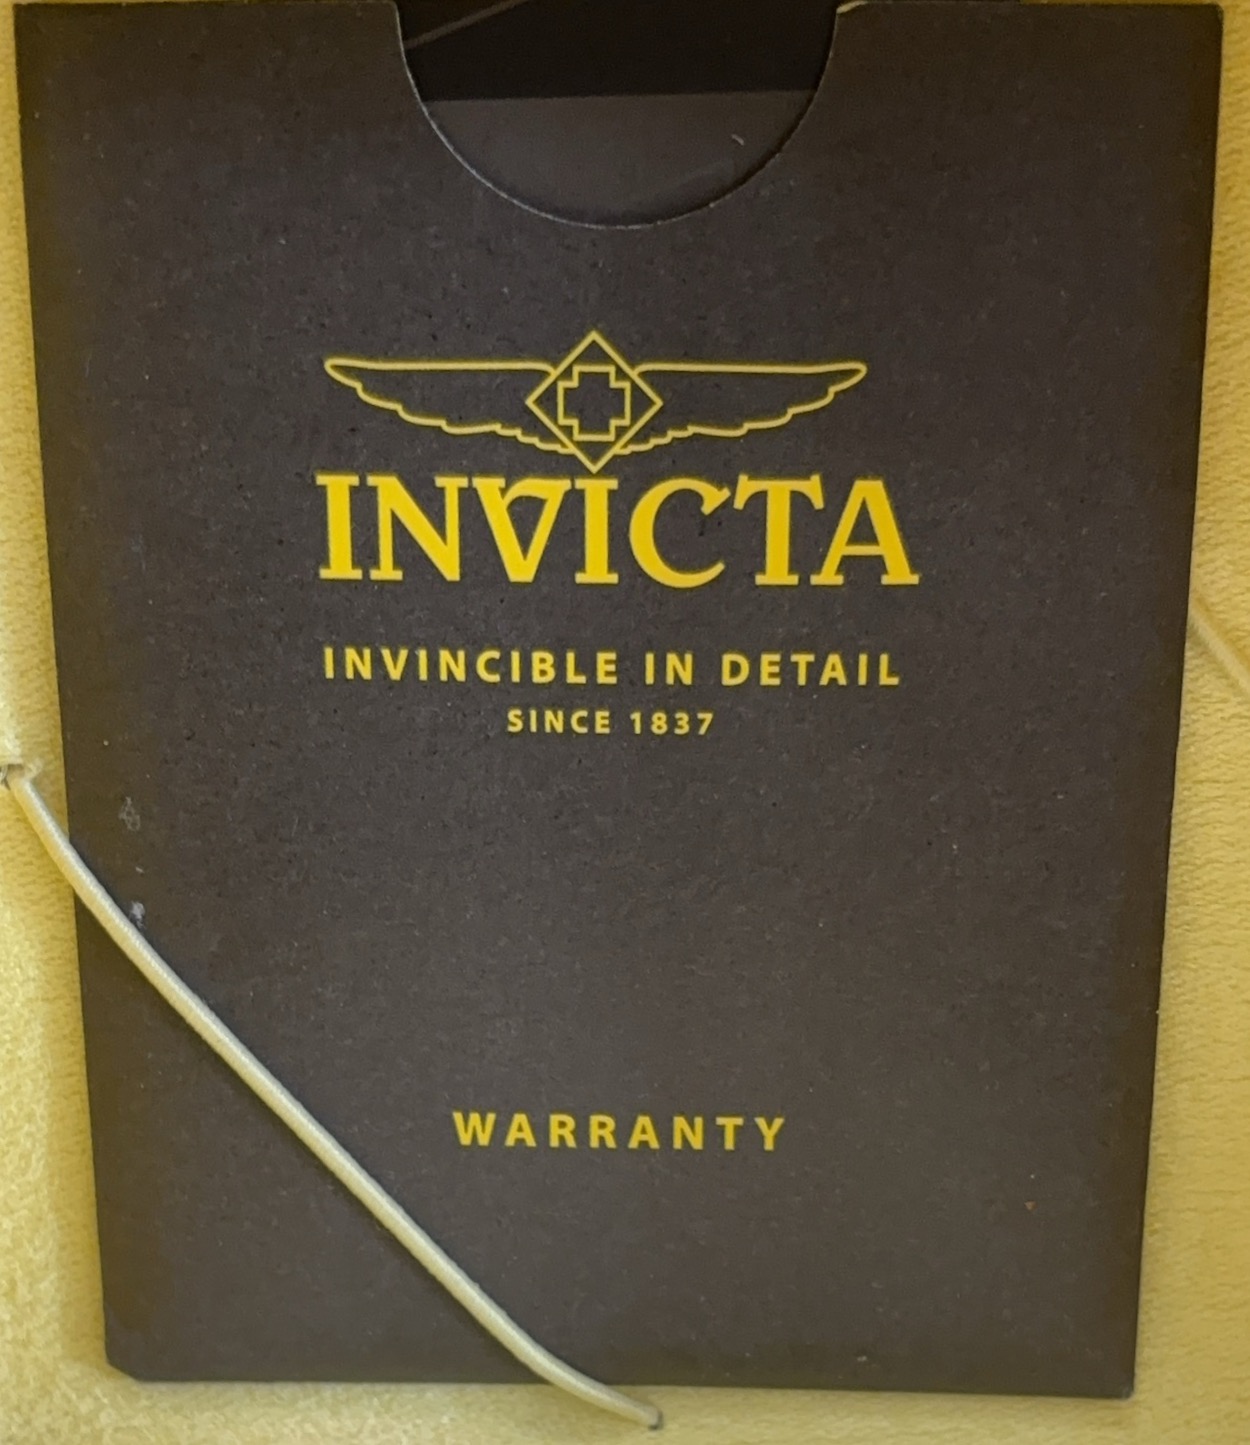 INVICTA
INVINCIBLE IN DETAIL
SINCE 1837
WARRANTY